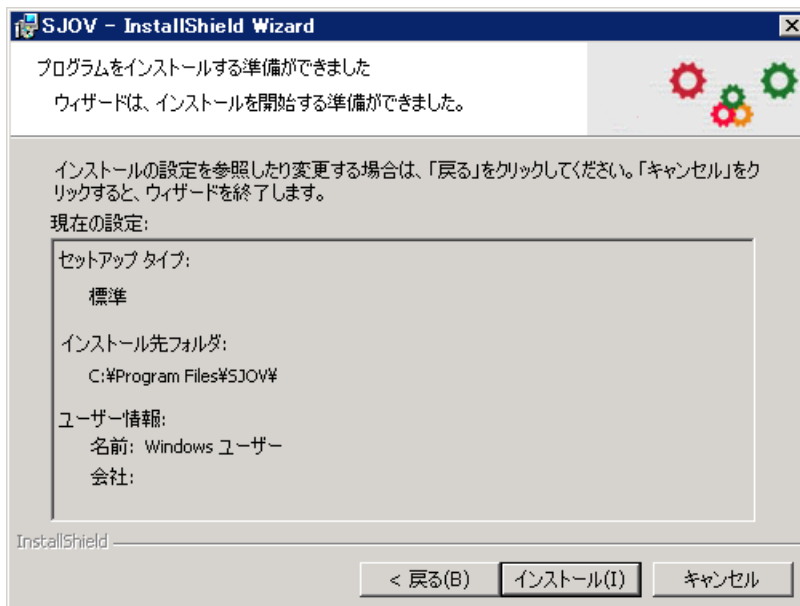 SJOV - InstallShield Wizard
プログラムをインストールする準備ができました
ウィザードは、インストールを開始する準備ができました。
インストールの設定を参照したり変更する場合は、「戻る」をクリックしてください。「キャンセル」をク
リックすると、ウィザードを終了します。
現在の設定:
セットアップ タイプ:
標準
インストール先フォルダ:
C:¥Program Files¥SJOV¥
ユーザー情報:
名前: Windows ユーザー
会社:
InstallShield
< 戻る(B) インストール(I) キャンセル